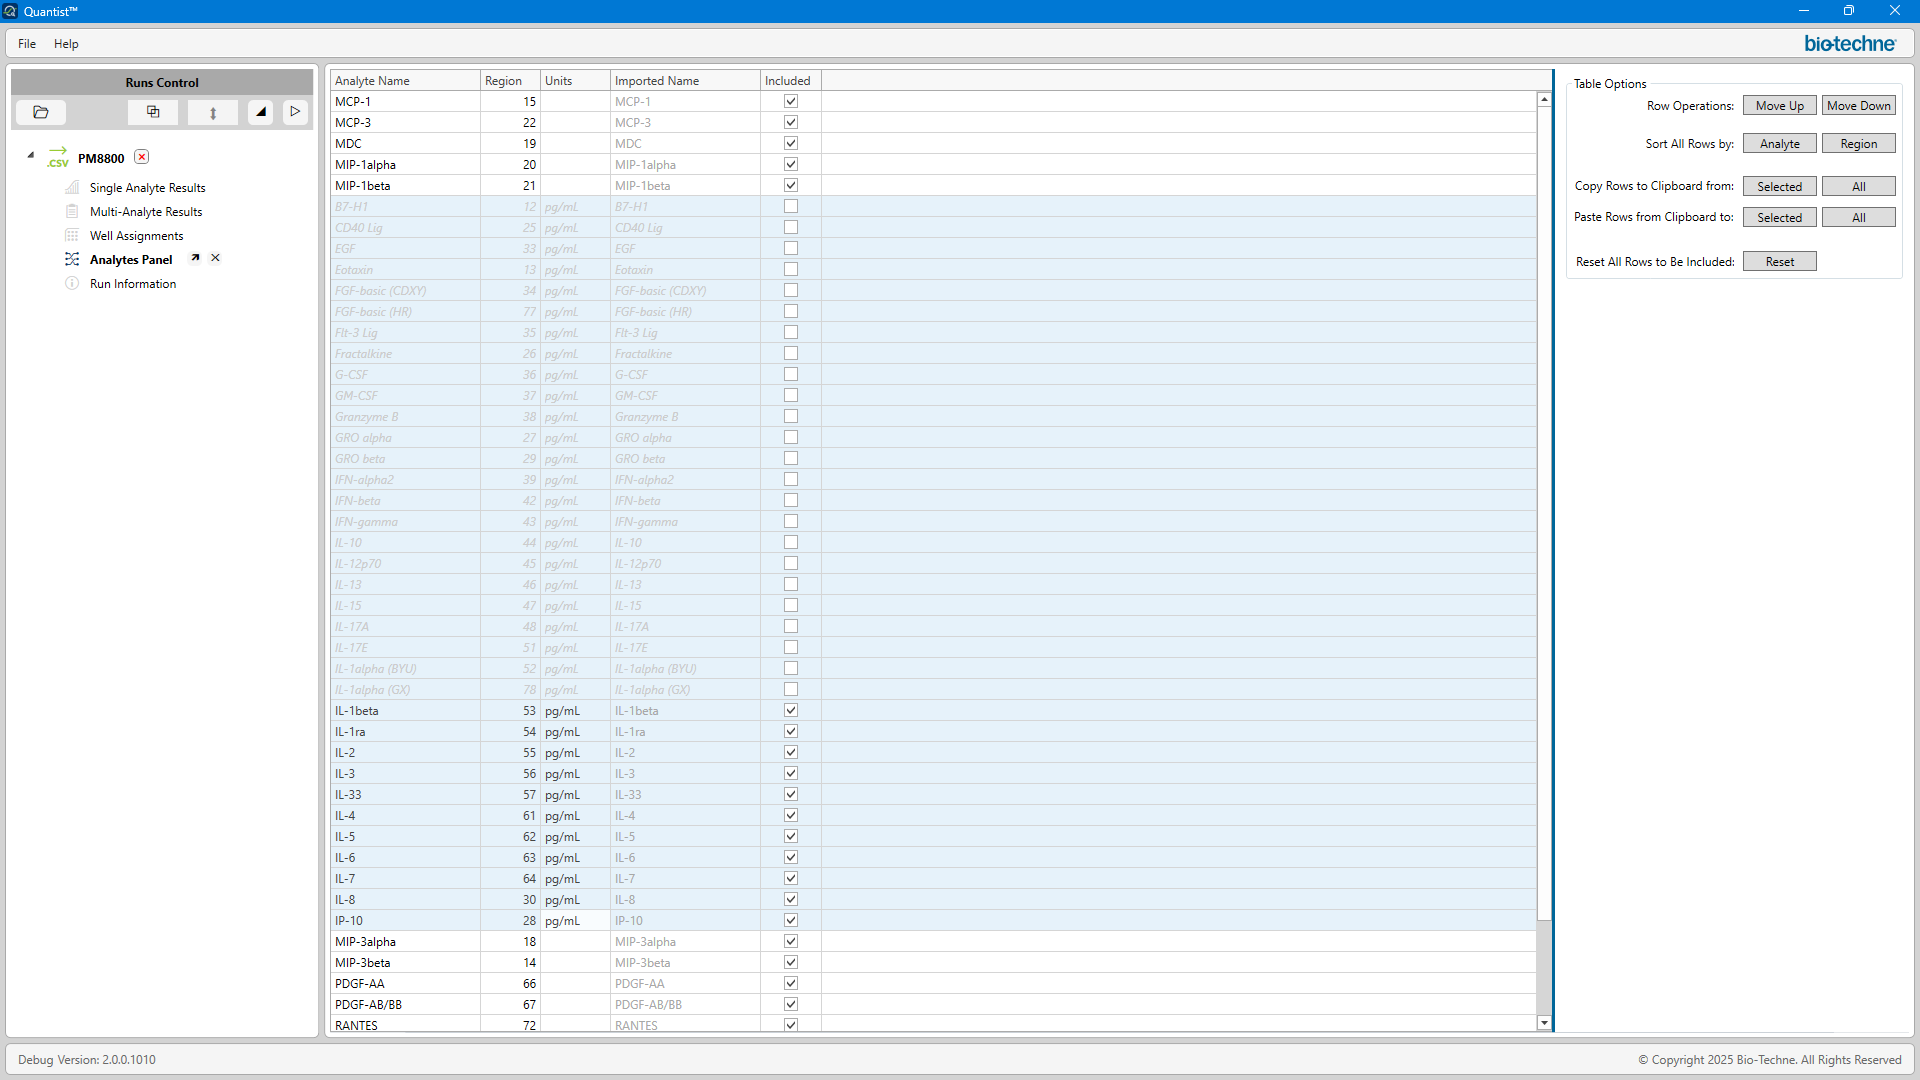 Quantist™
File Help
bio-techne
Runs Control
PM8800
.CSV
Single Analyte Results
Multi-Analyte Results
Well Assignments
Analytes Panel
Run Information
Analyte Name Region Units Imported Name Included
MCP-1 15 MCP-1
MCP-3 22 MCP-3
MDC 19 MDC
MIP-1alpha 20 MIP-1alpha
MIP-1beta 21 MIP-1beta
B7-H1 12 pg/mL B7-H1
CD40 Lig 25 pg/mL CD40 Lig
EGF 33 pg/mL EGF
Eotaxin 13 pg/mL Eotaxin
FGF-basic (CDXY) 34 pg/mL FGF-basic (CDXY)
FGF-basic (HR) 77 pg/mL FGF-basic (HR)
Flt-3 Lig 35 pg/mL Flt-3 Lig
Fractalkine 26 pg/mL Fractalkine
G-CSF 36 pg/mL G-CSF
GM-CSF 37 pg/mL GM-CSF
Granzyme B 38 pg/mL Granzyme B
GRO alpha 27 pg/mL GRO alpha
GRO beta 29 pg/mL GRO beta
IFN-alpha2 39 pg/mL IFN-alpha2
IFN-beta 42 pg/mL IFN-beta
IFN-gamma 43 pg/mL IFN-gamma
IL-10 44 pg/mL IL-10
IL-12p70 45 pg/mL IL-12p70
IL-13 46 pg/mL IL-13
IL-15 47 pg/mL IL-15
IL-17A 48 pg/mL IL-17A
IL-17E 51 pg/mL IL-17E
IL-1alpha (BYU) 52 pg/mL IL-1alpha (BYU)
IL-1alpha (GX) 78 pg/mL IL-1alpha (GX)
IL-1beta 53 pg/mL IL-1beta
IL-1ra 54 pg/mL IL-1ra
IL-2 55 pg/mL IL-2
IL-3 56 pg/mL IL-3
IL-33 57 pg/mL IL-33
IL-4 61 pg/mL IL-4
IL-5 62 pg/mL IL-5
IL-6 63 pg/mL IL-6
IL-7 64 pg/mL IL-7
IL-8 30 pg/mL IL-8
IP-10 28 pg/mL IP-10
MIP-3alpha 18 MIP-3alpha
MIP-3beta 14 MIP-3beta
PDGF-AA 66 PDGF-AA
PDGF-AB/BB 67 PDGF-AB/BB
RANTES 72 RANTES
Table Options
Row Operations: Move Up Move Down
Sort All Rows by: Analyte Region
Copy Rows to Clipboard from: Selected All
Paste Rows from Clipboard to: Selected All
Reset All Rows to Be Included: Reset
Debug Version: 2.0.0.1010
© Copyright 2025 Bio-Techne. All Rights Reserved